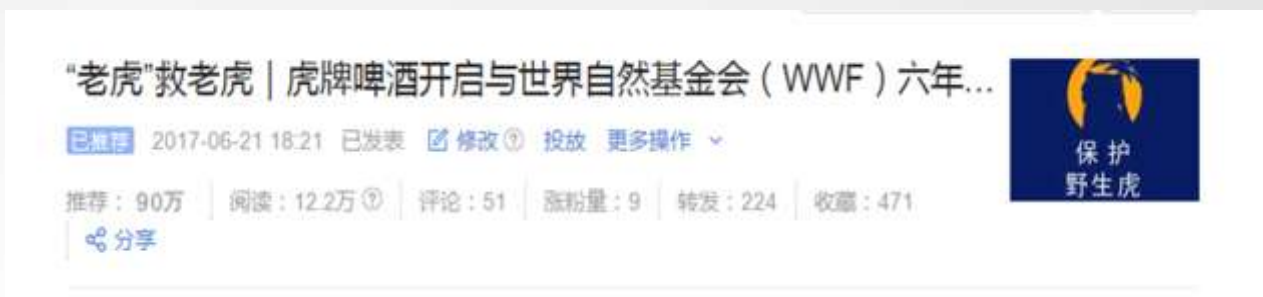 “老虎”救老虎 | 虎牌啤酒开启与世界自然基金会（WWF）六年...
已推荐 2017-06-21 18:21 已发表 修改 ? 投放 更多操作
推荐：90万 阅读：12.2万 ? 评论：51 涨粉量：9 转发：224 收藏：471
分享
保护
野生虎